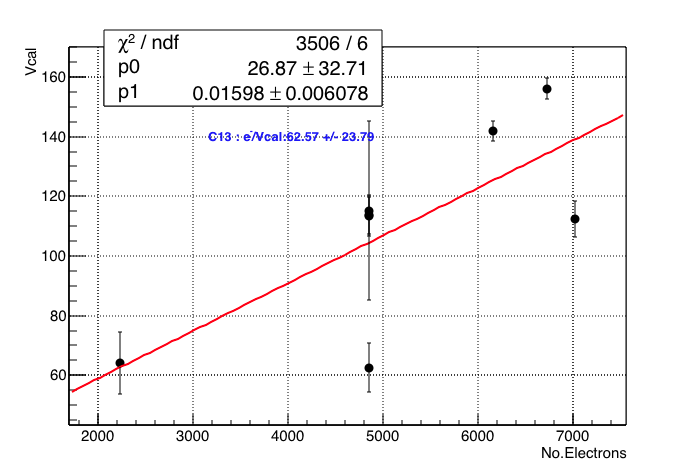 χ² / ndf 3506 / 6
p0 26.87 ± 32.71
p1 0.01598 ± 0.006078
Vcal
160
C13 : e/Vcal:62.57 +/- 23.79
140
120
100
80
60
2000 3000 4000 5000 6000 7000
No.Electrons